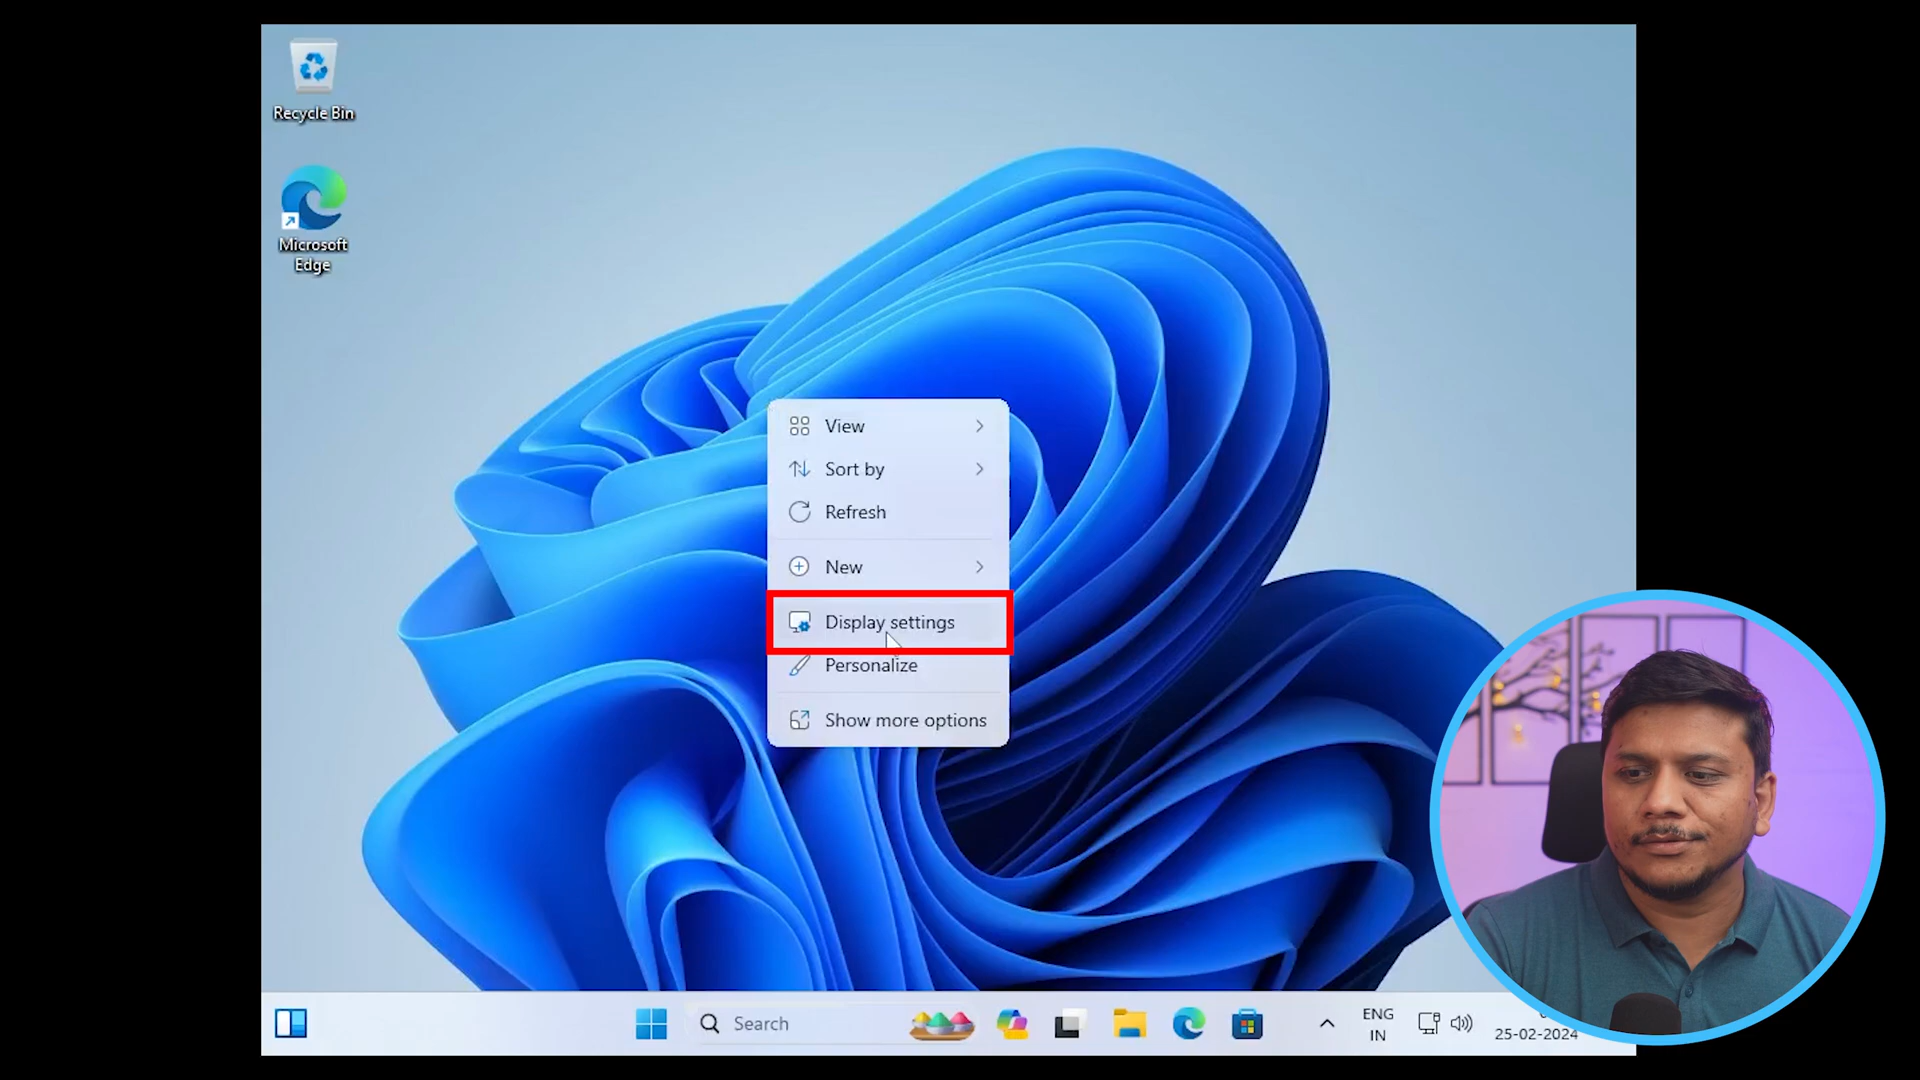 Recycle Bin
Microsoft
Edge
View
Sort by
Refresh
New
Display settings
Personalize
Show more options
Search
ENG
IN
25-02-2024